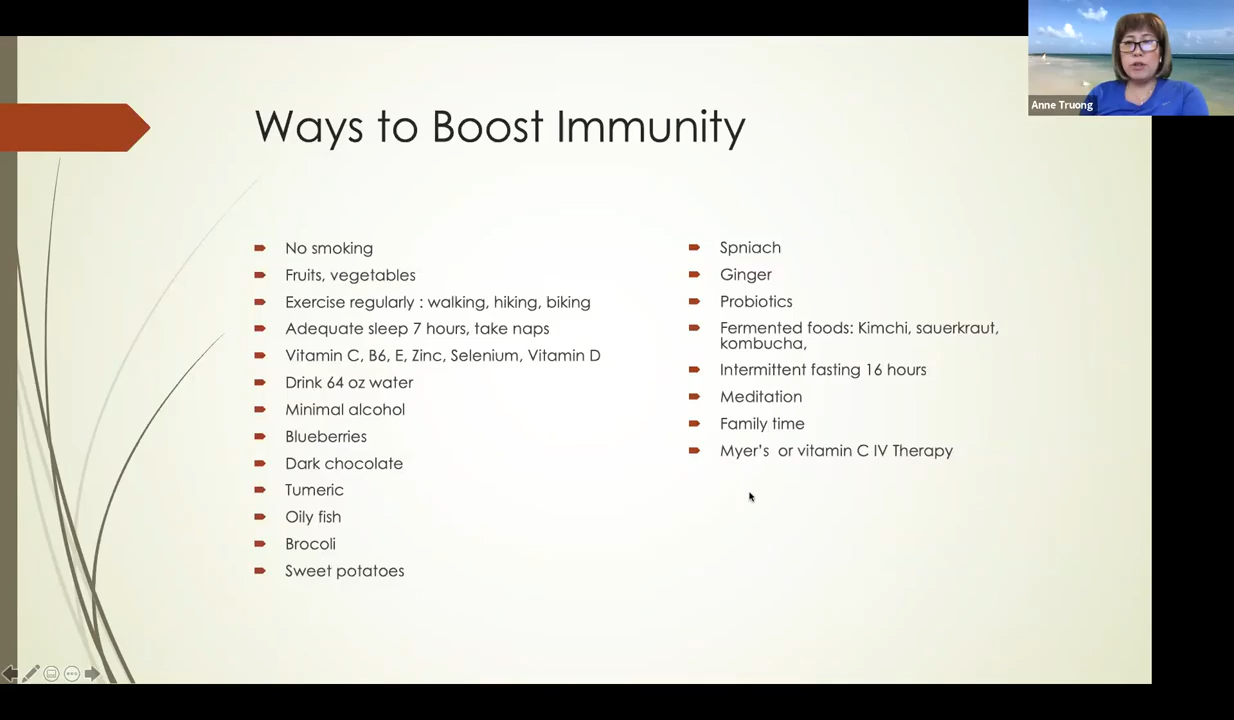 Anne Truong
Ways to Boost Immunity
No smoking
Fruits, vegetables
Exercise regularly : walking, hiking, biking
Adequate sleep 7 hours, take naps
Vitamin C, B6, E, Zinc, Selenium, Vitamin D
Drink 64 oz water
Minimal alcohol
Blueberries
Dark chocolate
Tumeric
Oily fish
Brocoli
Sweet potatoes
Spniach
Ginger
Probiotics
Fermented foods: Kimchi, sauerkraut,
kombucha,
Intermittent fasting 16 hours
Meditation
Family time
Myer's or vitamin C IV Therapy